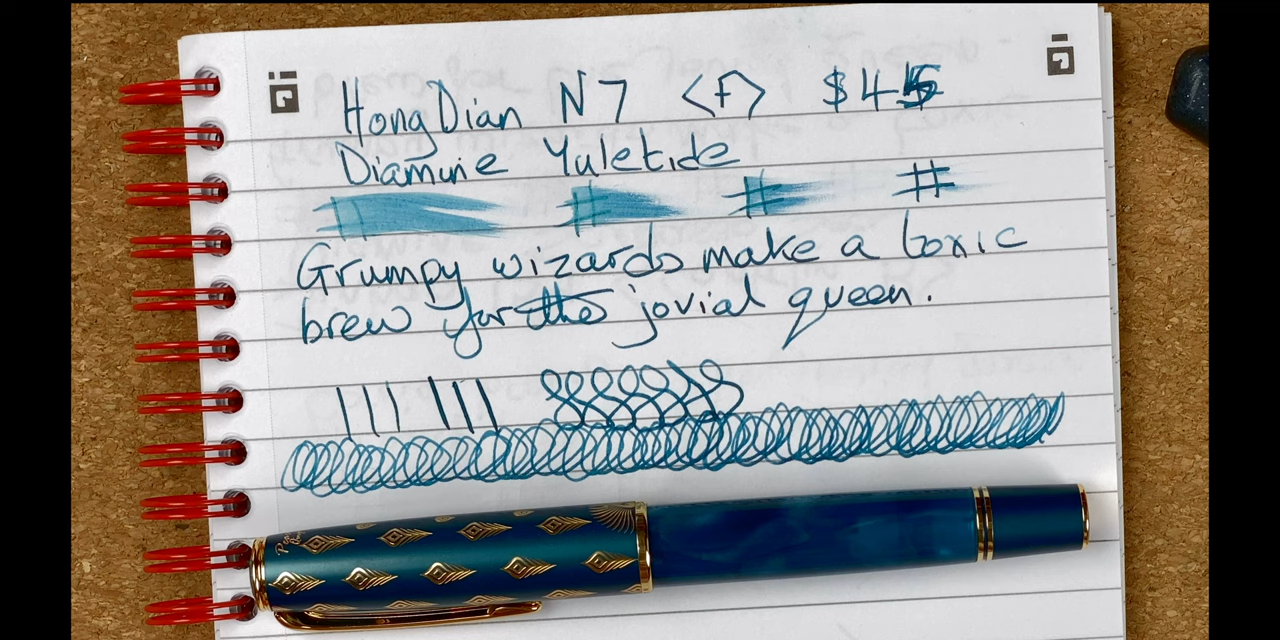 HongDian N7 <F> $45
Diamine Yuletide
# # # #
Grumpy wizards make a toxic
brew for the jovial queen.